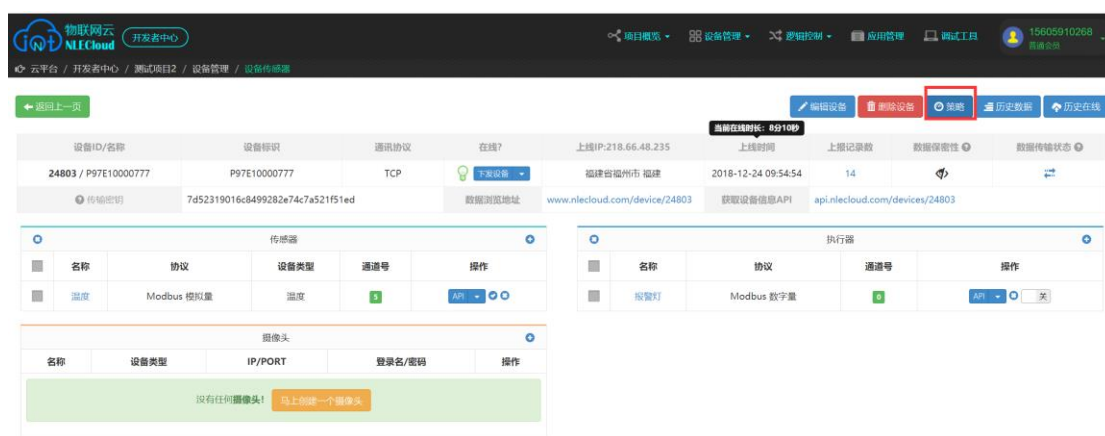 物联网云
NLECloud
开发者中心
项目概览
设备管理
逻辑控制
应用管理
调试工具
15605910268
普通会员
云平台 / 开发者中心 / 测试项目2 / 设备管理 / 设备传感器
返回上一页
编辑设备
删除设备
策略
历史数据
历史在线
当前在线时长：8分10秒
设备ID/名称 设备标识 通讯协议 在线? 上线IP:218.66.48.235 上线时间 上报记录数 数据保密性 数据传输状态
24803 / P97E10000777 P97E10000777 TCP 下发设备 福建省福州市 福建 2018-12-24 09:54:54 14
传输密钥 7d52319016c8499282e74c7a521f51ed 数据浏览地址 www.nlecloud.com/device/24803 获取设备信息API api.nlecloud.com/devices/24803
传感器
名称 协议 设备类型 通道号 操作
温度 Modbus 模拟量 温度 5 API
执行器
名称 协议 通道号 操作
报警灯 Modbus 数字量 0 API 关
摄像头
名称 设备类型 IP/PORT 登录名/密码 操作
没有任何摄像头! 马上创建一个摄像头